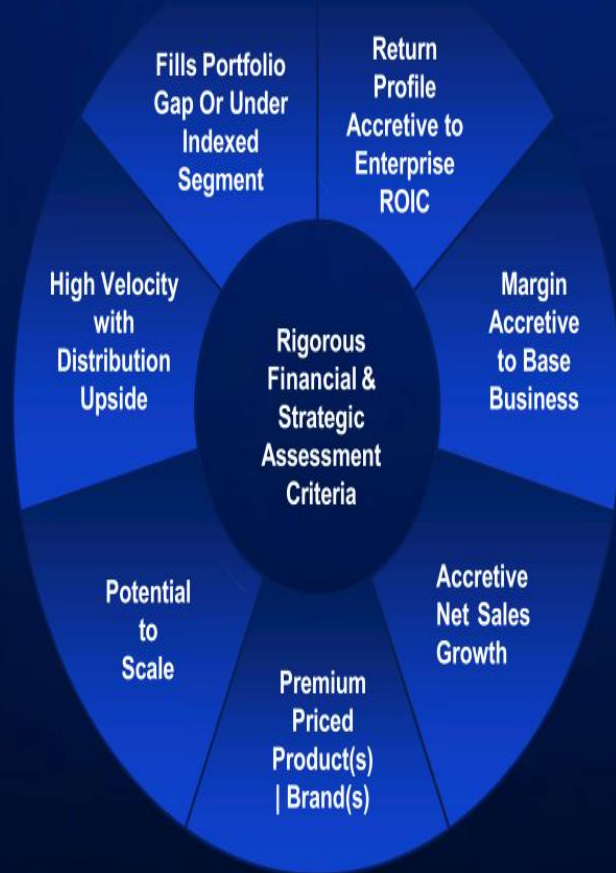 Fills Portfolio
Gap Or Under
Indexed
Segment
Return
Profile
Accretive to
Enterprise
ROIC
High Velocity
with
Distribution
Upside
Rigorous
Financial &
Strategic
Assessment
Criteria
Margin
Accretive
to Base
Business
Potential
to
Scale
Premium
Priced
Product(s)
| Brand(s)
Accretive
Net Sales
Growth